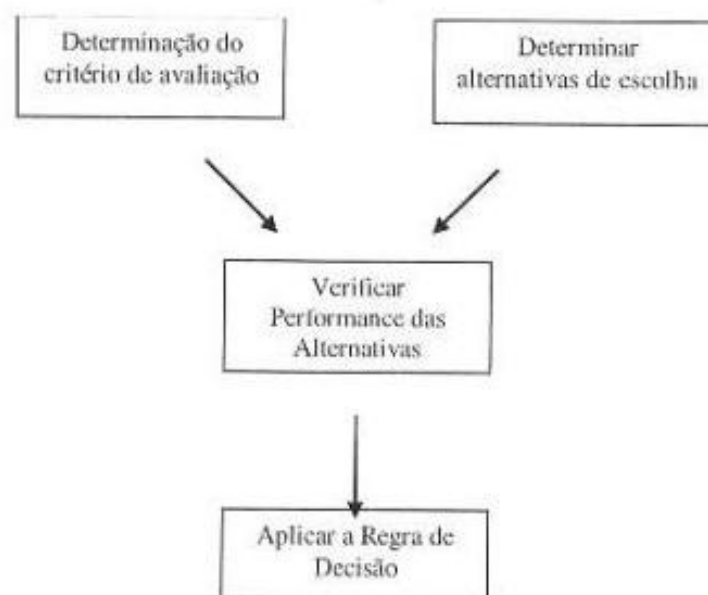 Determinação do
critério de avaliação
Determinar
alternativas de escolha
Verificar
Performance das
Alternativas
Aplicar a Regra de
Decisão